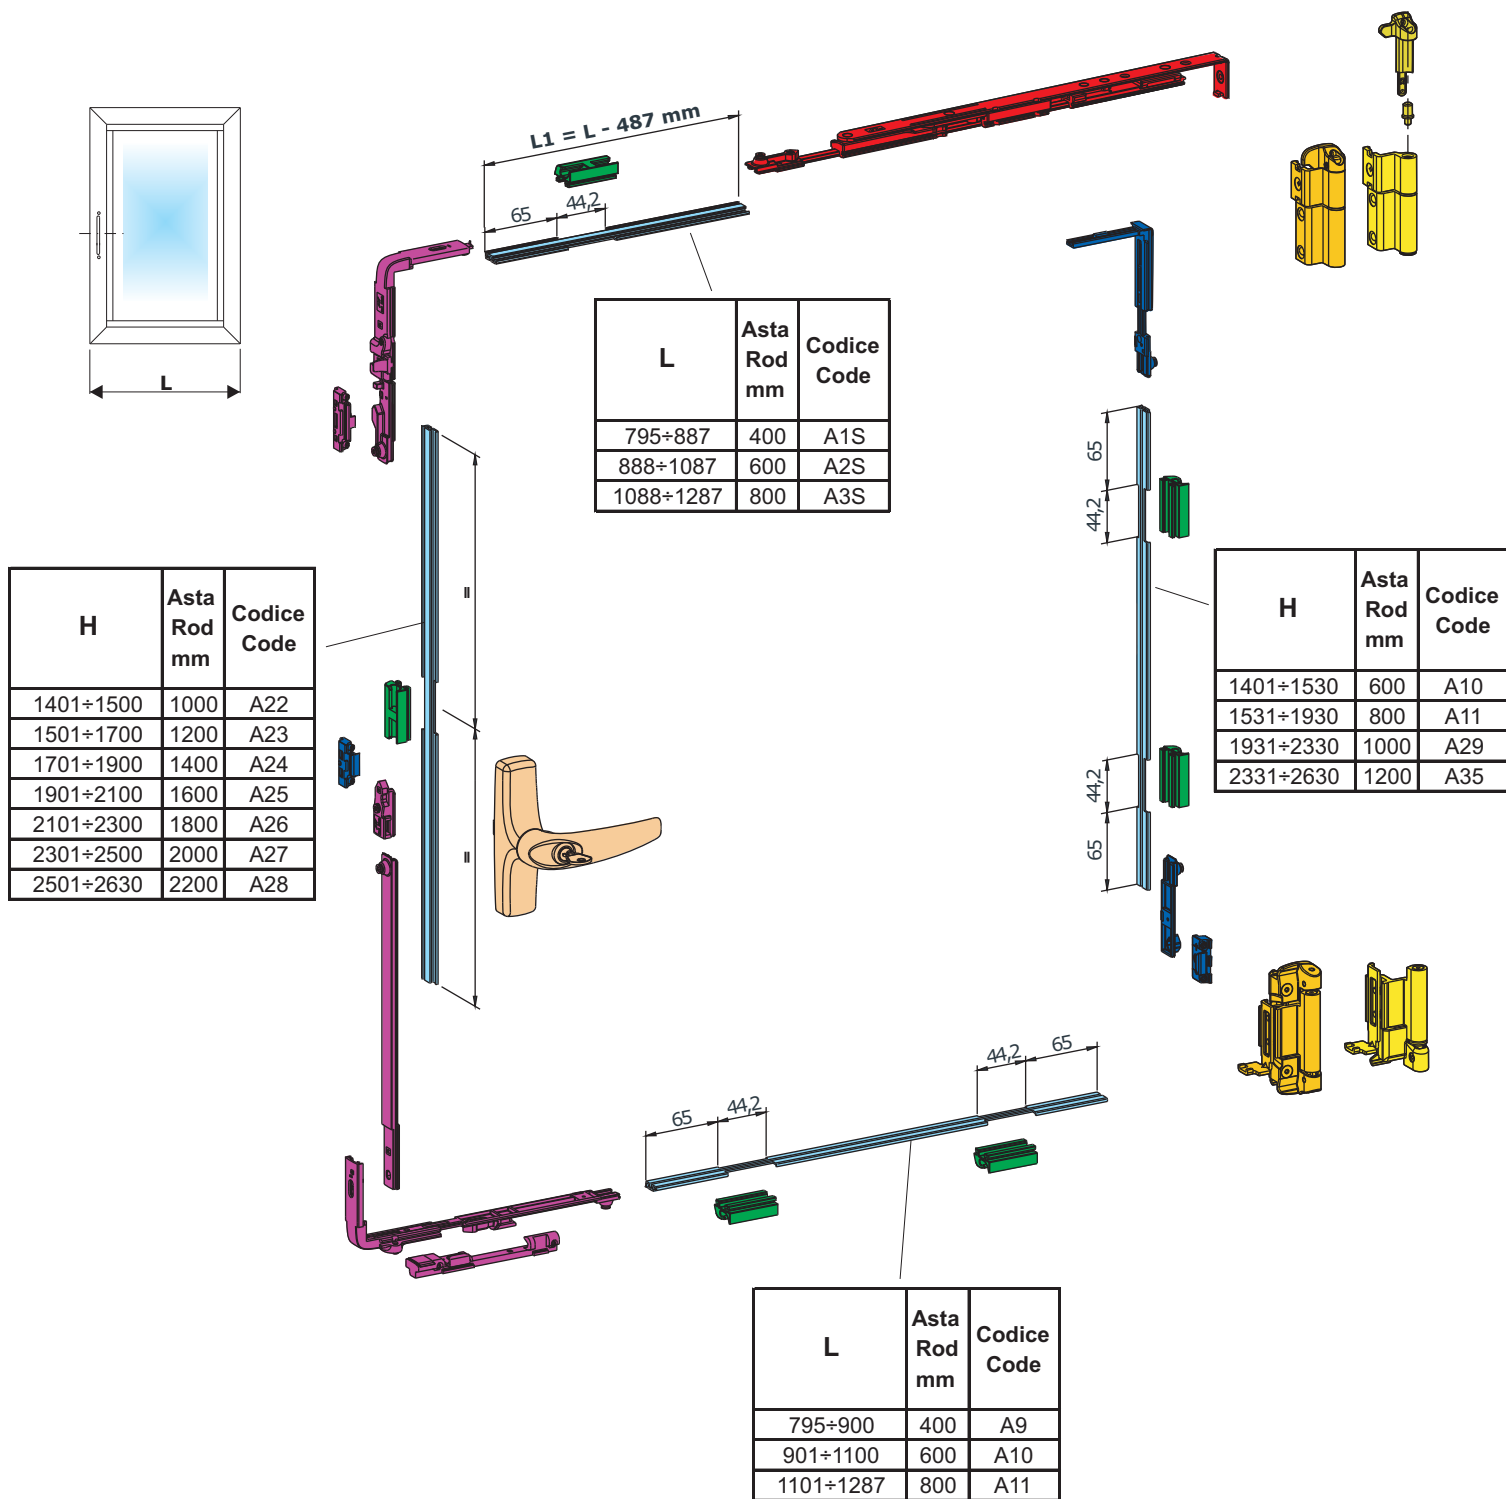 L1 = L - 487 mm
65
44,2
L
L
Asta
Rod
mm
Codice
Code
795÷887 400 A1S
888÷1087 600 A2S
1088÷1287 800 A3S
65
44,2
=
H
Asta
Rod
mm
Codice
Code
1401÷1500 1000 A22
1501÷1700 1200 A23
1701÷1900 1400 A24
1901÷2100 1600 A25
2101÷2300 1800 A26
2301÷2500 2000 A27
2501÷2630 2200 A28
H
Asta
Rod
mm
Codice
Code
1401÷1530 600 A10
1531÷1930 800 A11
1931÷2330 1000 A29
2331÷2630 1200 A35
44,2
65
=
65
44,2
44,2
65
L
Asta
Rod
mm
Codice
Code
795÷900 400 A9
901÷1100 600 A10
1101÷1287 800 A11